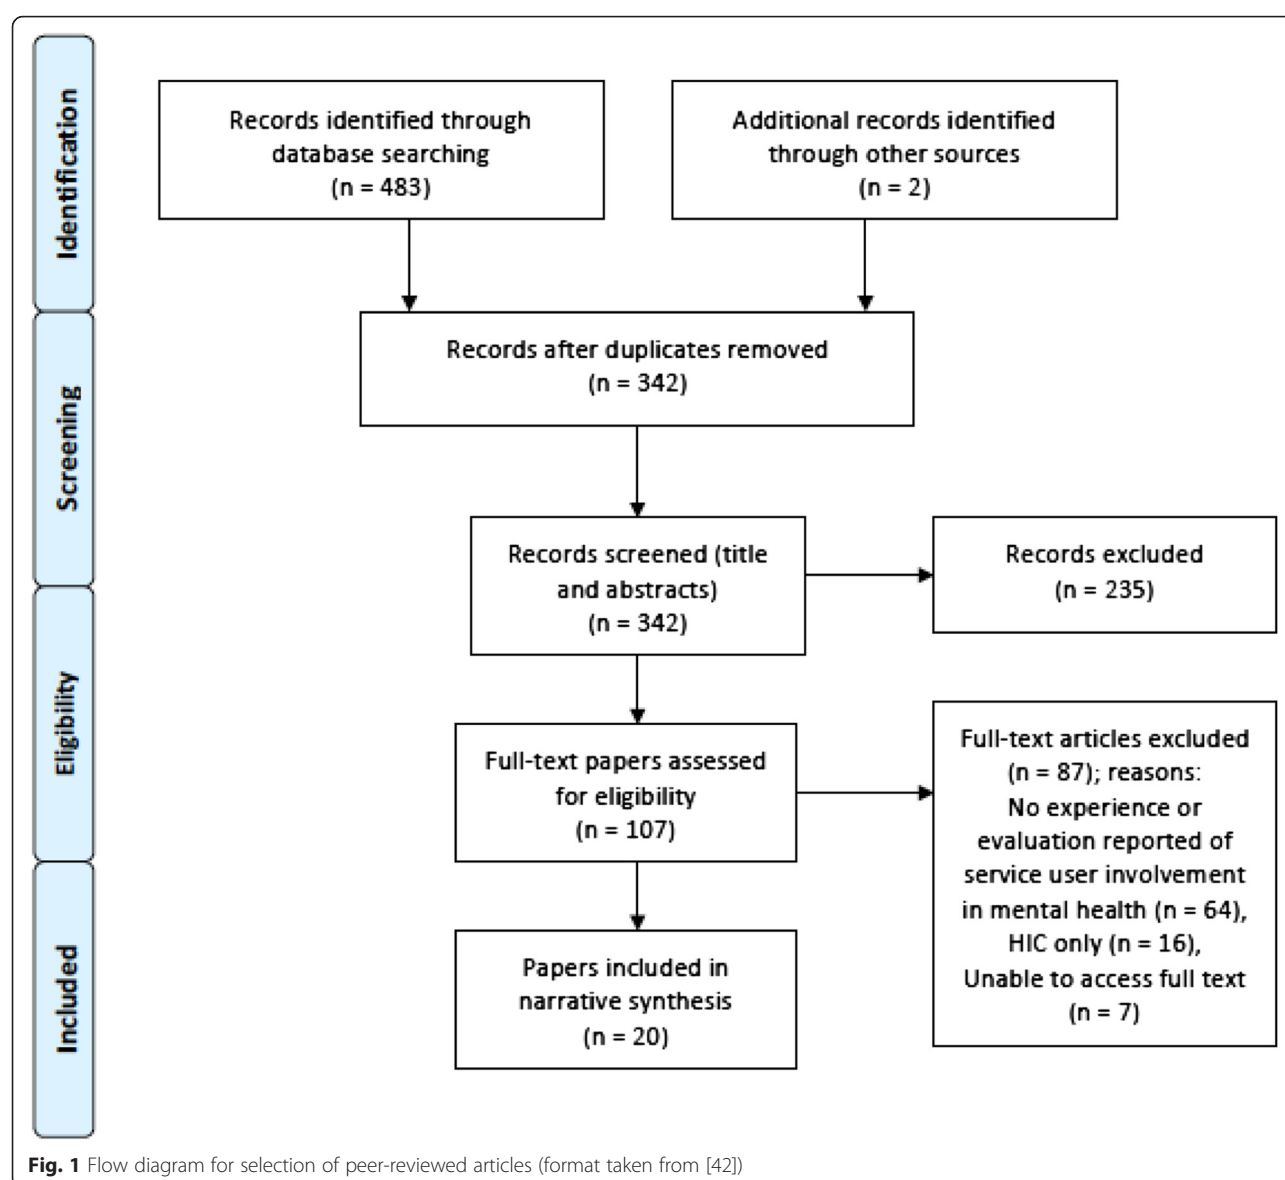 Identification
Records identified through
database searching
(n = 483)
Additional records identified
through other sources
(n = 2)
Screening
Records after duplicates removed
(n = 342)
Records screened (title
and abstracts)
(n = 342)
Records excluded
(n = 235)
Eligibility
Full-text papers assessed
for eligibility
(n = 107)
Full-text articles excluded
(n = 87); reasons:
No experience or
evaluation reported of
service user involvement
in mental health (n = 64),
HIC only (n = 16),
Unable to access full text
(n = 7)
Included
Papers included in
narrative synthesis
(n = 20)
Fig. 1 Flow diagram for selection of peer-reviewed articles (format taken from [42])